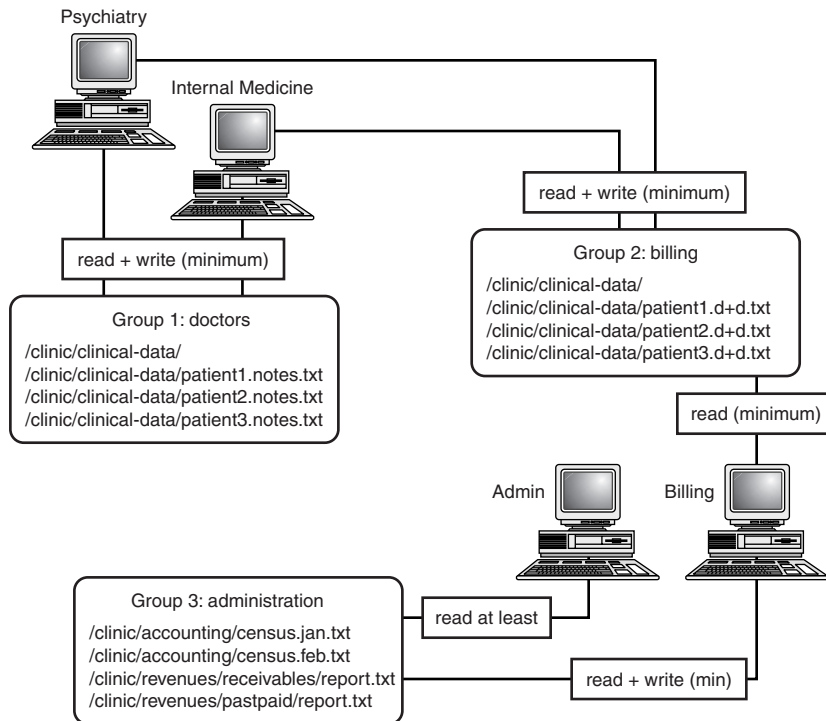 Psychiatry
Internal Medicine
read + write (minimum)
read + write (minimum)
Group 1: doctors
/clinic/clinical-data/
/clinic/clinical-data/patient1.notes.txt
/clinic/clinical-data/patient2.notes.txt
/clinic/clinical-data/patient3.notes.txt
Group 2: billing
/clinic/clinical-data/
/clinic/clinical-data/patient1.d+d.txt
/clinic/clinical-data/patient2.d+d.txt
/clinic/clinical-data/patient3.d+d.txt
read (minimum)
Admin
Billing
Group 3: administration
/clinic/accounting/census.jan.txt
/clinic/accounting/census.feb.txt
/clinic/revenues/receivables/report.txt
/clinic/revenues/pastpaid/report.txt
read at least
read + write (min)